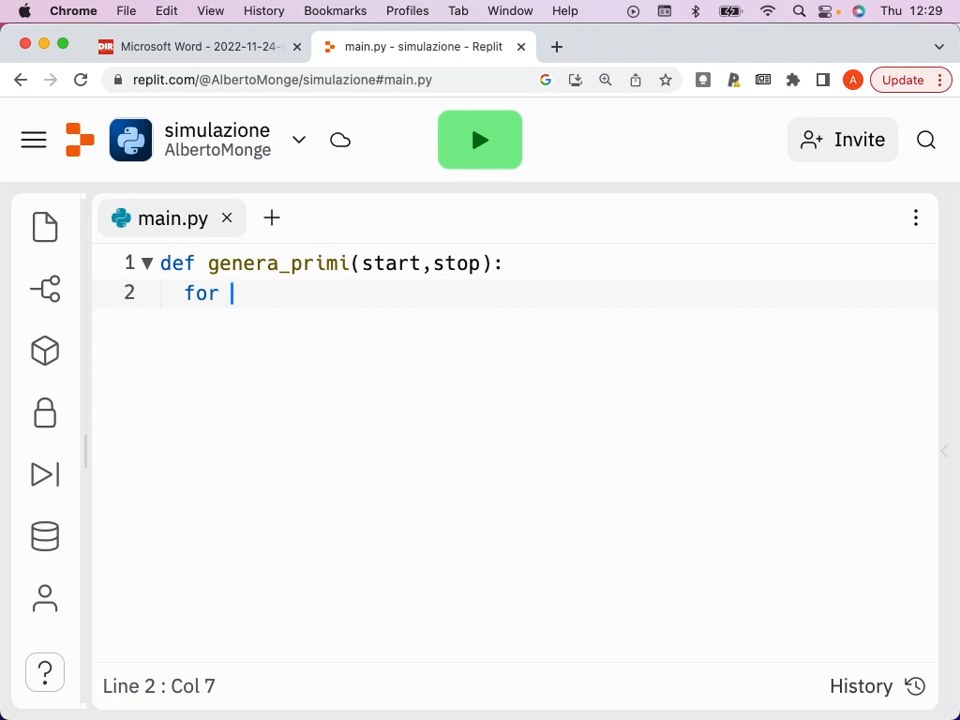 Chrome File Edit View History Bookmarks Profiles Tab Window Help Thu 12:29
DIR Microsoft Word - 2022-11-24- main.py - simulazione - Replit
replit.com/@AlbertoMonge/simulazione#main.py G A Update
simulazione
AlbertoMonge
Invite
main.py
1 def genera_primi(start,stop):
2 for
?
Line 2 : Col 7 History